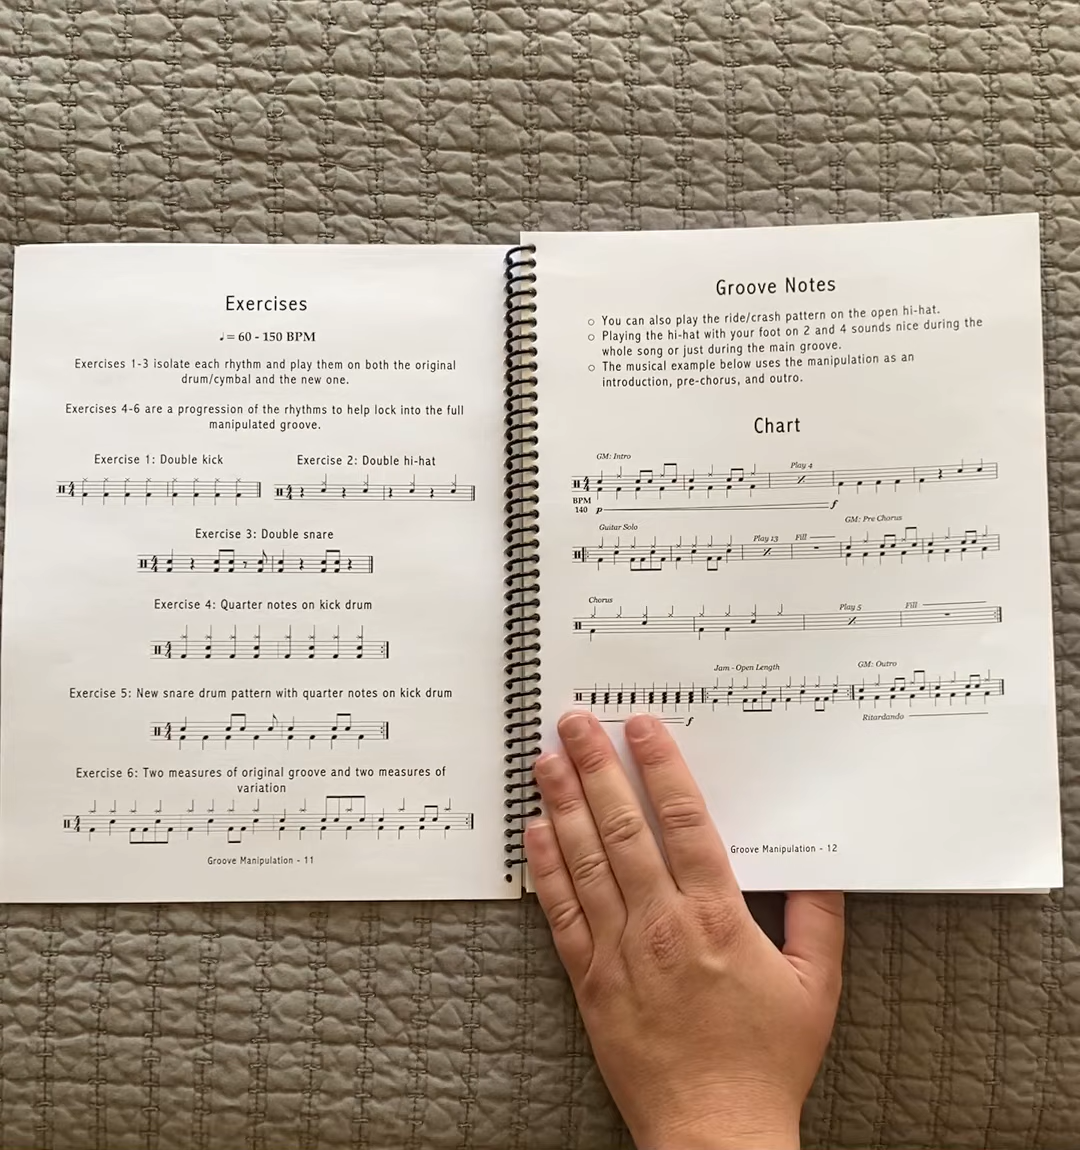 Exercises
♩= 60 - 150 BPM
Exercises 1-3 isolate each rhythm and play them on both the original
drum/cymbal and the new one.
Exercises 4-6 are a progression of the rhythms to help lock into the full
manipulated groove.
Exercise 1: Double kick
Exercise 2: Double hi-hat
Exercise 3: Double snare
Exercise 4: Quarter notes on kick drum
Exercise 5: New snare drum pattern with quarter notes on kick drum
Exercise 6: Two measures of original groove and two measures of
variation
Groove Manipulation - 11
Groove Notes
○ You can also play the ride/crash pattern on the open hi-hat.
○ Playing the hi-hat with your foot on 2 and 4 sounds nice during the
whole song or just during the main groove.
○ The musical example below uses the manipulation as an
introduction, pre-chorus, and outro.
Chart
GM: Intro
Play 4
BPM
140
p
f
Guitar Solo
Play 13
Fill
GM: Pre Chorus
Chorus
Play 5
Fill
Jam - Open Length
GM: Outro
f
Ritardando
Groove Manipulation - 12